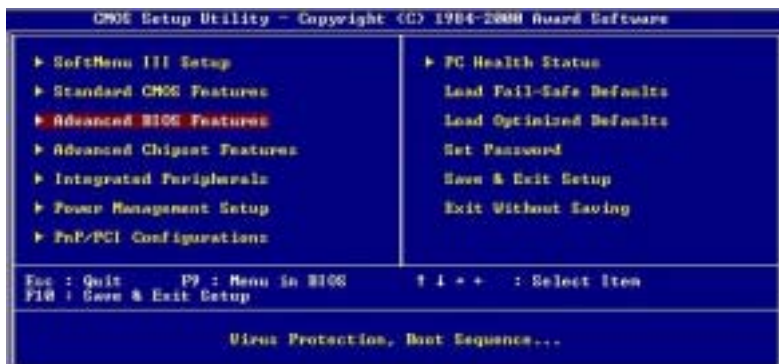 CMOS Setup Utility - Copyright (C) 1984-2000 Award Software
▶ SoftMenu III Setup
▶ Standard CMOS Features
▶ Advanced BIOS Features
▶ Advanced Chipset Features
▶ Integrated Peripherals
▶ Power Management Setup
▶ PnP/PCI Configurations
▶ PC Health Status
Load Fail-Safe Defaults
Load Optimized Defaults
Set Password
Save & Exit Setup
Exit Without Saving
Esc : Quit F9 : Menu in BIOS ↑ ↓ → ← : Select Item
F10 : Save & Exit Setup
Virus Protection, Boot Sequence...